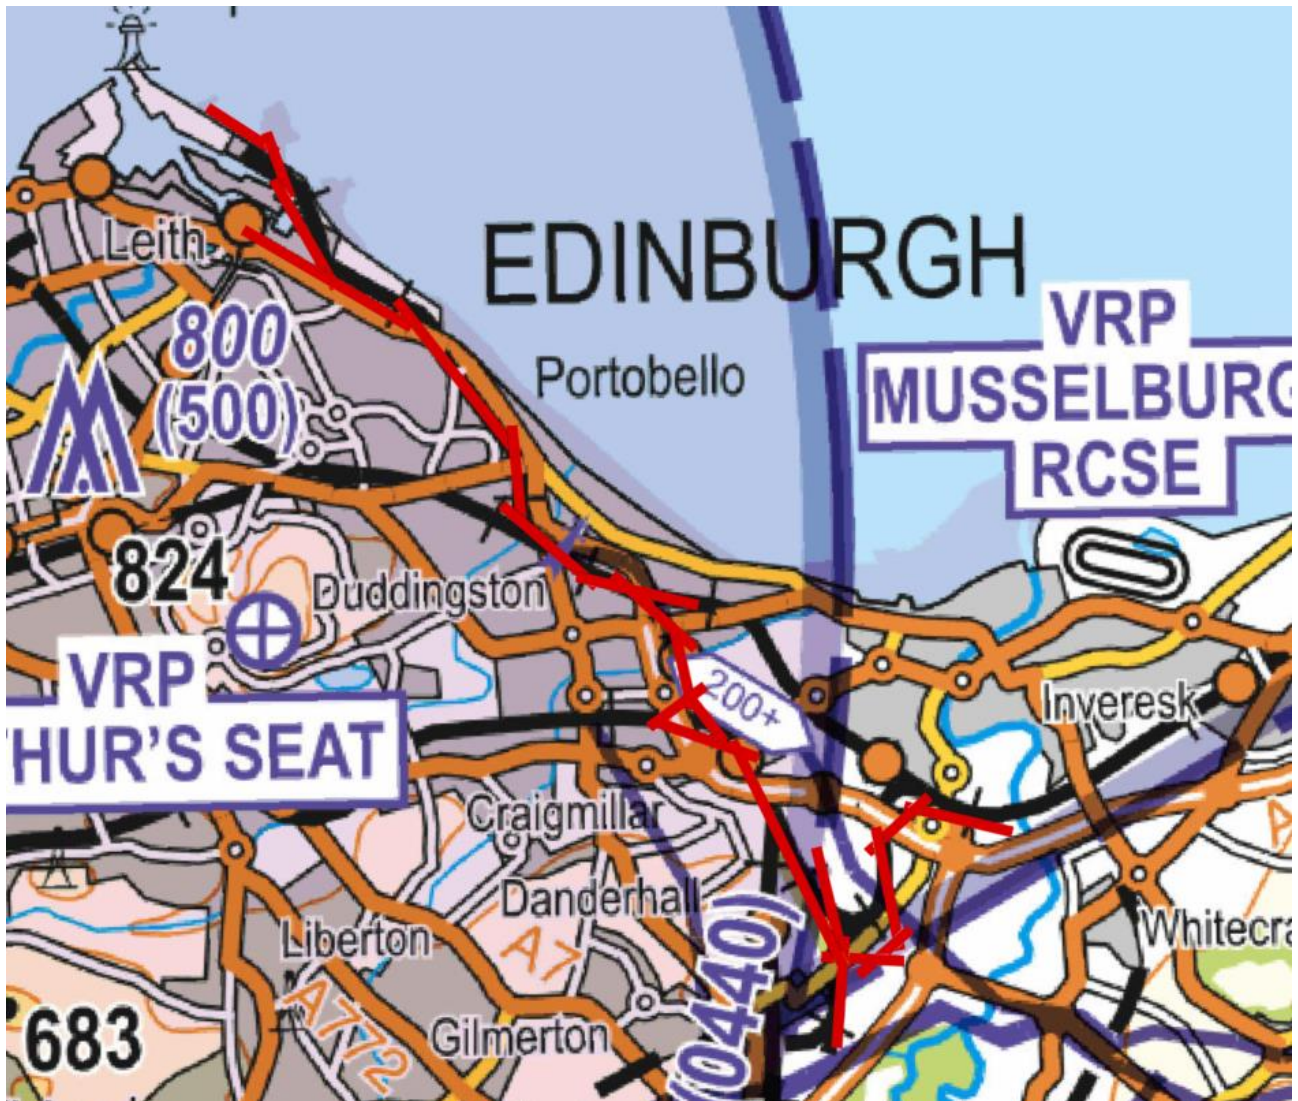 Leith
EDINBURGH
800
(500)
VRP
MUSSELBURG
RCSE
Portobello
824
Duddingston
VRP
HUR'S SEAT
200+
Inveresk
Craigmillar
Danderhall
(0440)
A7
Liberton
Whitecra
A772
Gilmerton
683
A